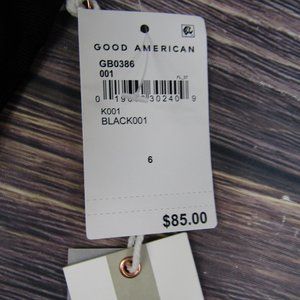 GOOD AMERICAN
GB0386
001
K001
BLACK001
6
$85.00